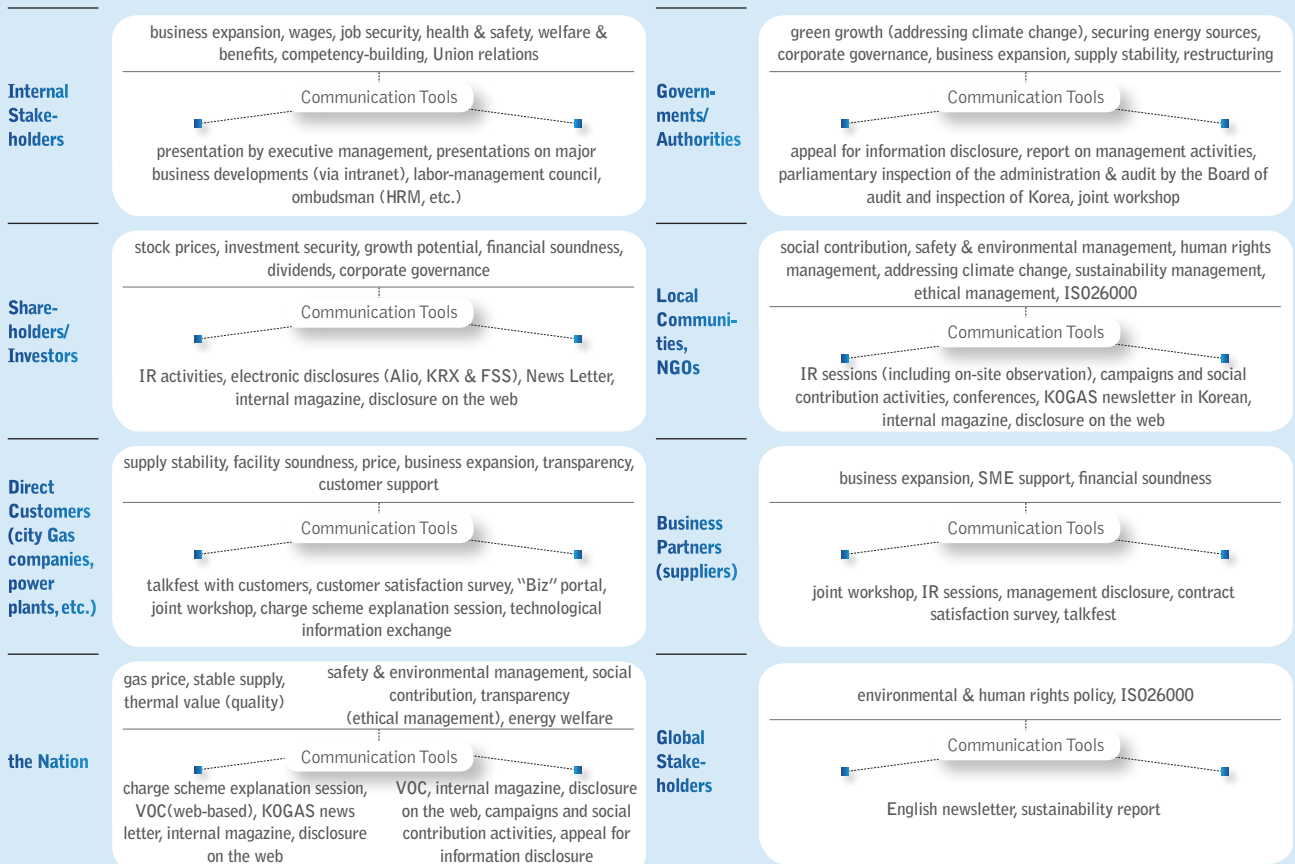 Internal
Stake-
holders
business expansion, wages, job security, health & safety, welfare &
benefits, competency-building, Union relations
Communication Tools
presentation by executive management, presentations on major
business developments (via intranet), labor-management council,
ombudsman (HRM, etc.)
Govern-
ments/
Authorities
green growth (addressing climate change), securing energy sources,
corporate governance, business expansion, supply stability, restructuring
Communication Tools
appeal for information disclosure, report on management activities,
parliamentary inspection of the administration & audit by the Board of
audit and inspection of Korea, joint workshop
Share-
holders/
Investors
stock prices, investment security, growth potential, financial soundness,
dividends, corporate governance
Communication Tools
IR activities, electronic disclosures (Alio, KRX & FSS), News Letter,
internal magazine, disclosure on the web
Local
Communi-
ties,
NGOs
social contribution, safety & environmental management, human rights
management, addressing climate change, sustainability management,
ethical management, ISO26000
Communication Tools
IR sessions (including on-site observation), campaigns and social
contribution activities, conferences, KOGAS newsletter in Korean,
internal magazine, disclosure on the web
Direct
Customers
(city Gas
companies,
power
plants, etc.)
supply stability, facility soundness, price, business expansion, transparency,
customer support
Communication Tools
talkfest with customers, customer satisfaction survey, "Biz" portal,
joint workshop, charge scheme explanation session, technological
information exchange
Business
Partners
(suppliers)
business expansion, SME support, financial soundness
Communication Tools
joint workshop, IR sessions, management disclosure, contract
satisfaction survey, talkfest
the Nation
gas price, stable supply,
thermal value (quality)
safety & environmental management, social
contribution, transparency
(ethical management), energy welfare
Communication Tools
charge scheme explanation session,
VOC(web-based), KOGAS news
letter, internal magazine, disclosure
on the web
VOC, internal magazine, disclosure
on the web, campaigns and social
contribution activities, appeal for
information disclosure
Global
Stake-
holders
environmental & human rights policy, ISO26000
Communication Tools
English newsletter, sustainability report